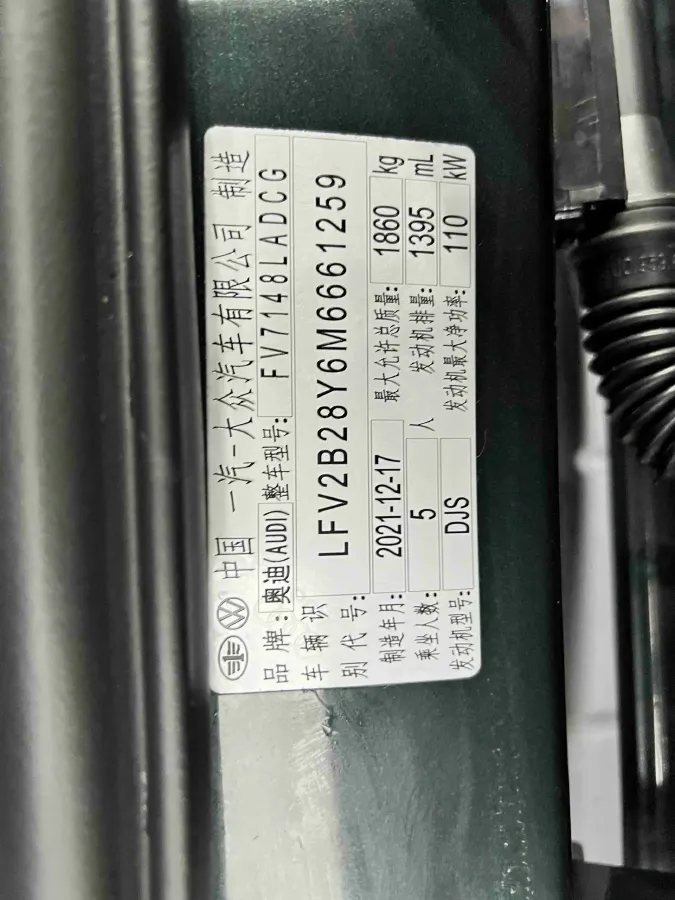 中国 一汽-大众汽车有限公司 制造
品牌: 奥迪(AUDI) 整车型号: FV7148LADCG
车辆识别代号: LFV2B28Y6M6661259
制造年月: 2021-12-17 最大允许总质量: 1860 kg
乘坐人数: 5 人 发动机排量: 1395 mL
发动机型号: DJS 发动机最大净功率: 110 kW